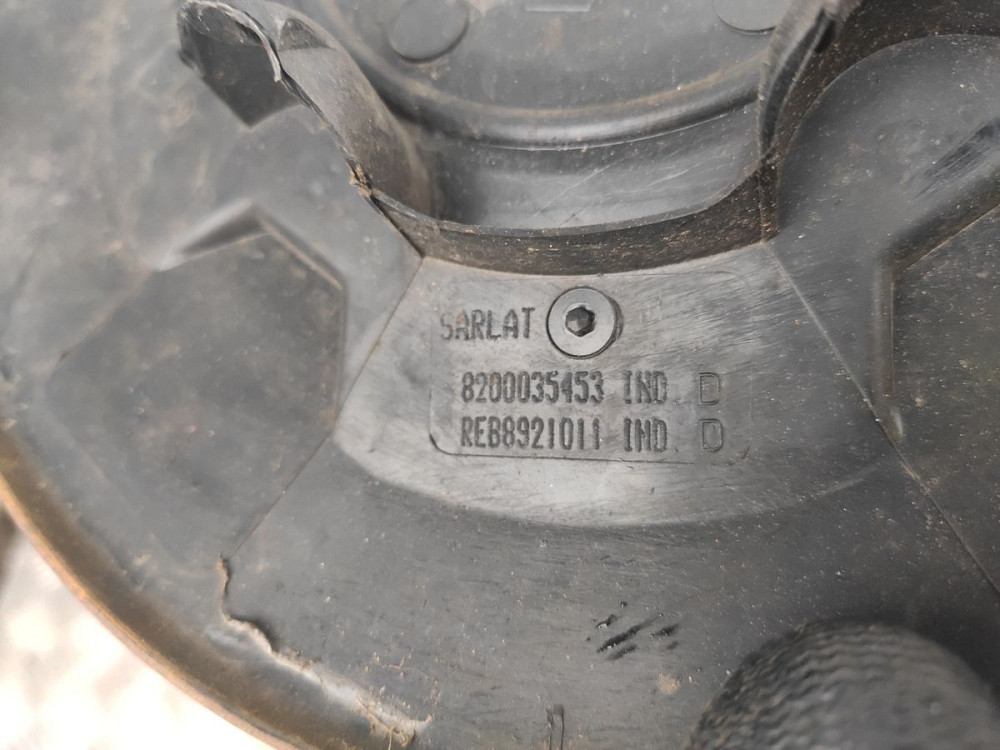 SARLAT
8200035453 IND D
REB8921011 IND D